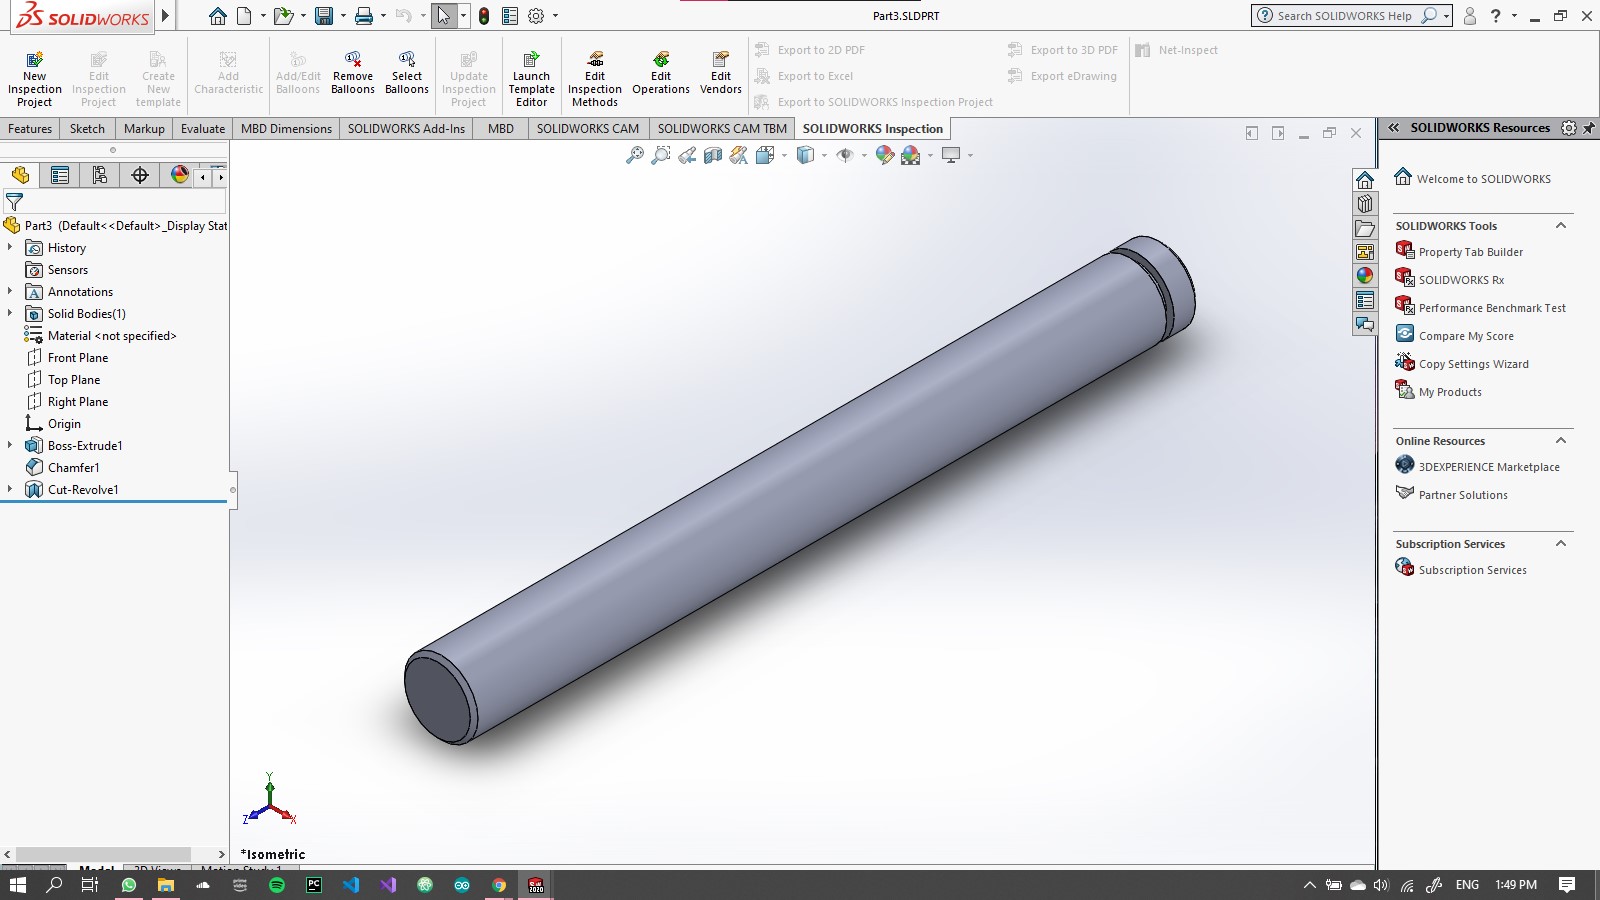 SOLIDWORKS
Part3.SLDPRT
Search SOLIDWORKS Help
New Inspection Project
Edit Inspection Project
Create New template
Add Characteristic
Add/Edit Balloons
Remove Balloons
Select Balloons
Update Inspection Project
Launch Template Editor
Edit Inspection Methods
Edit Operations
Edit Vendors
Export to 2D PDF
Export to Excel
Export to SOLIDWORKS Inspection Project
Export to 3D PDF
Export eDrawing
Net-Inspect
Features
Sketch
Markup
Evaluate
MBD Dimensions
SOLIDWORKS Add-Ins
MBD
SOLIDWORKS CAM
SOLIDWORKS CAM TBM
SOLIDWORKS Inspection
Part3 (Default<<Default>_Display Stat
History
Sensors
Annotations
Solid Bodies(1)
Material <not specified>
Front Plane
Top Plane
Right Plane
Origin
Boss-Extrude1
Chamfer1
Cut-Revolve1
Y
Z
X
*Isometric
Model
3D Views
Motion Study 1
SOLIDWORKS Resources
Welcome to SOLIDWORKS
SOLIDWORKS Tools
Property Tab Builder
SOLIDWORKS Rx
Performance Benchmark Test
Compare My Score
Copy Settings Wizard
My Products
Online Resources
3DEXPERIENCE Marketplace
Partner Solutions
Subscription Services
Subscription Services
ENG
1:49 PM